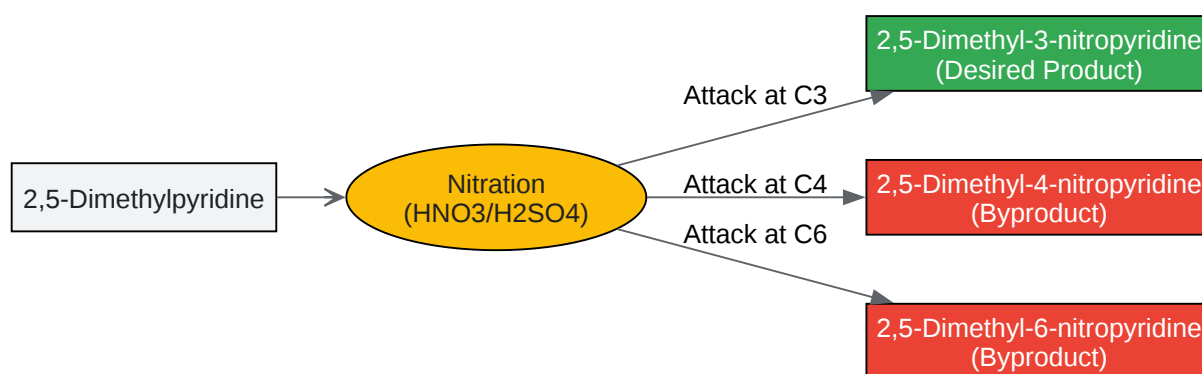 2,5-Dimethyl-3-nitropyridine
(Desired Product)
Attack at C3
2,5-Dimethylpyridine
Nitration
(HNO3/H2SO4)
Attack at C4
2,5-Dimethyl-4-nitropyridine
(Byproduct)
Attack at C6
2,5-Dimethyl-6-nitropyridine
(Byproduct)